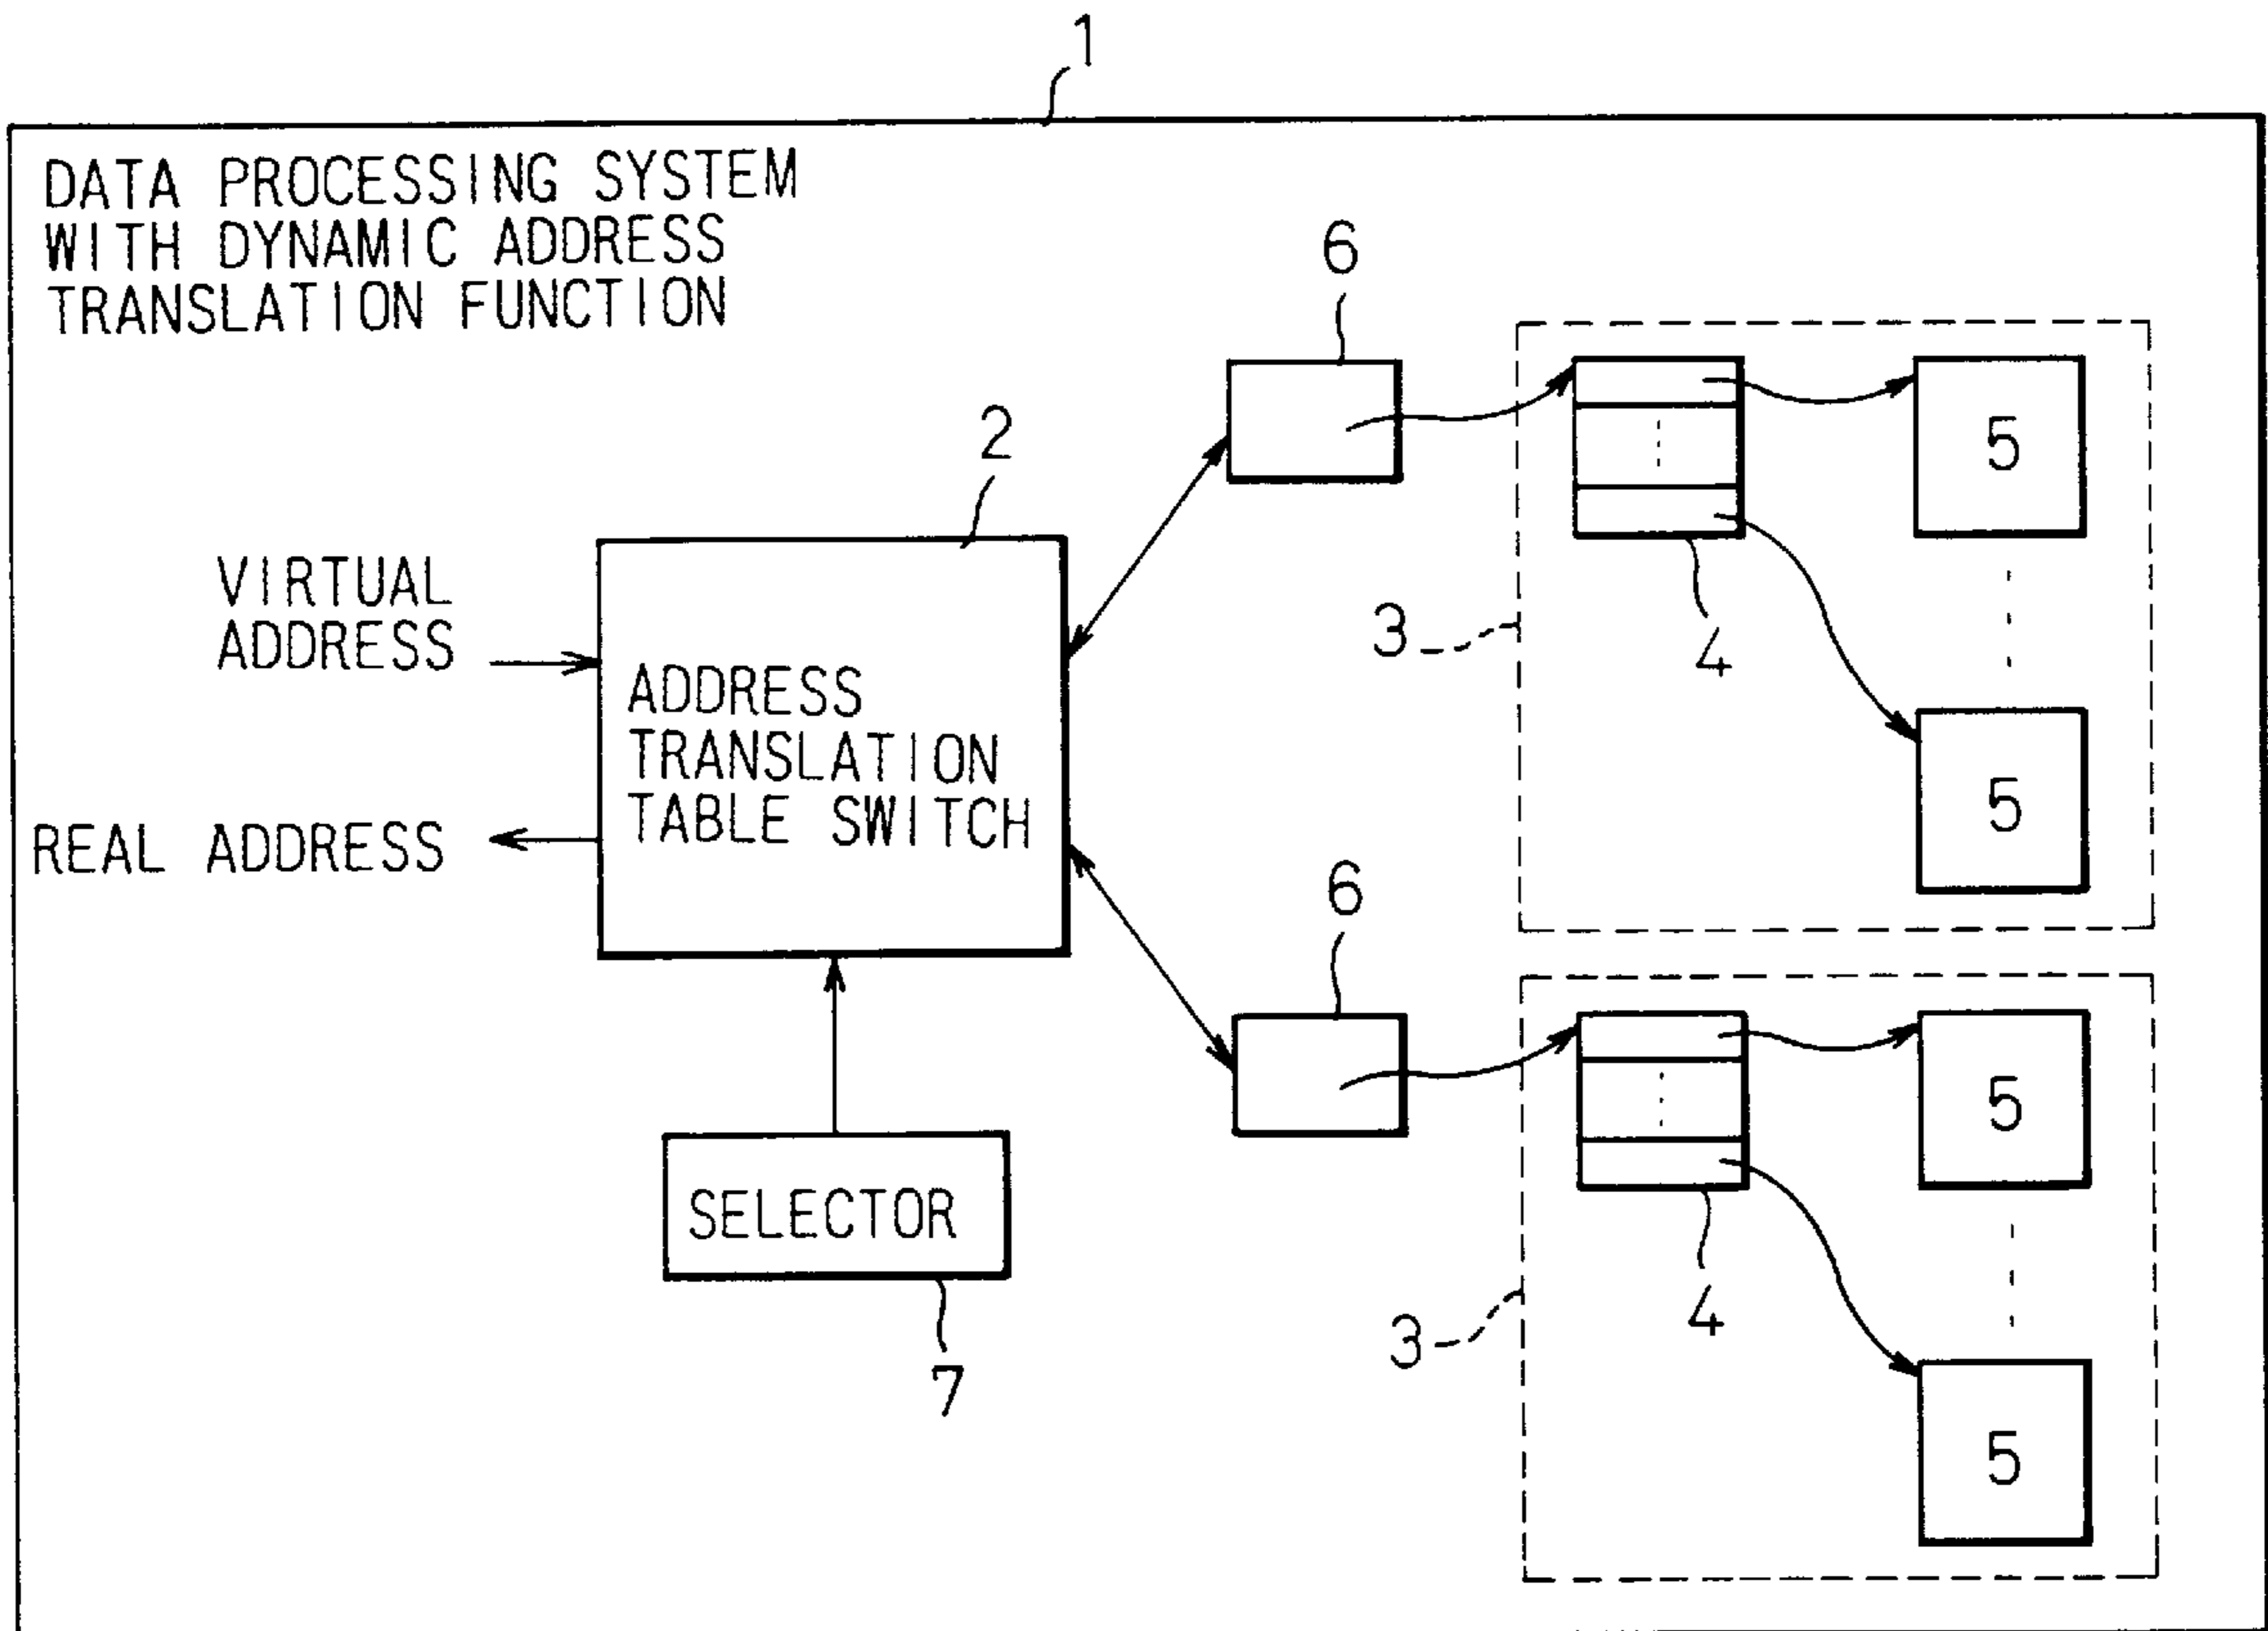 1
DATA PROCESSING SYSTEM
WITH DYNAMIC ADDRESS
TRANSLATION FUNCTION
6
2
5
VIRTUAL
ADDRESS
3
4
ADDRESS
TRANSLATION
TABLE SWITCH
5
REAL ADDRESS
6
5
SELECTOR
3
4
7
5